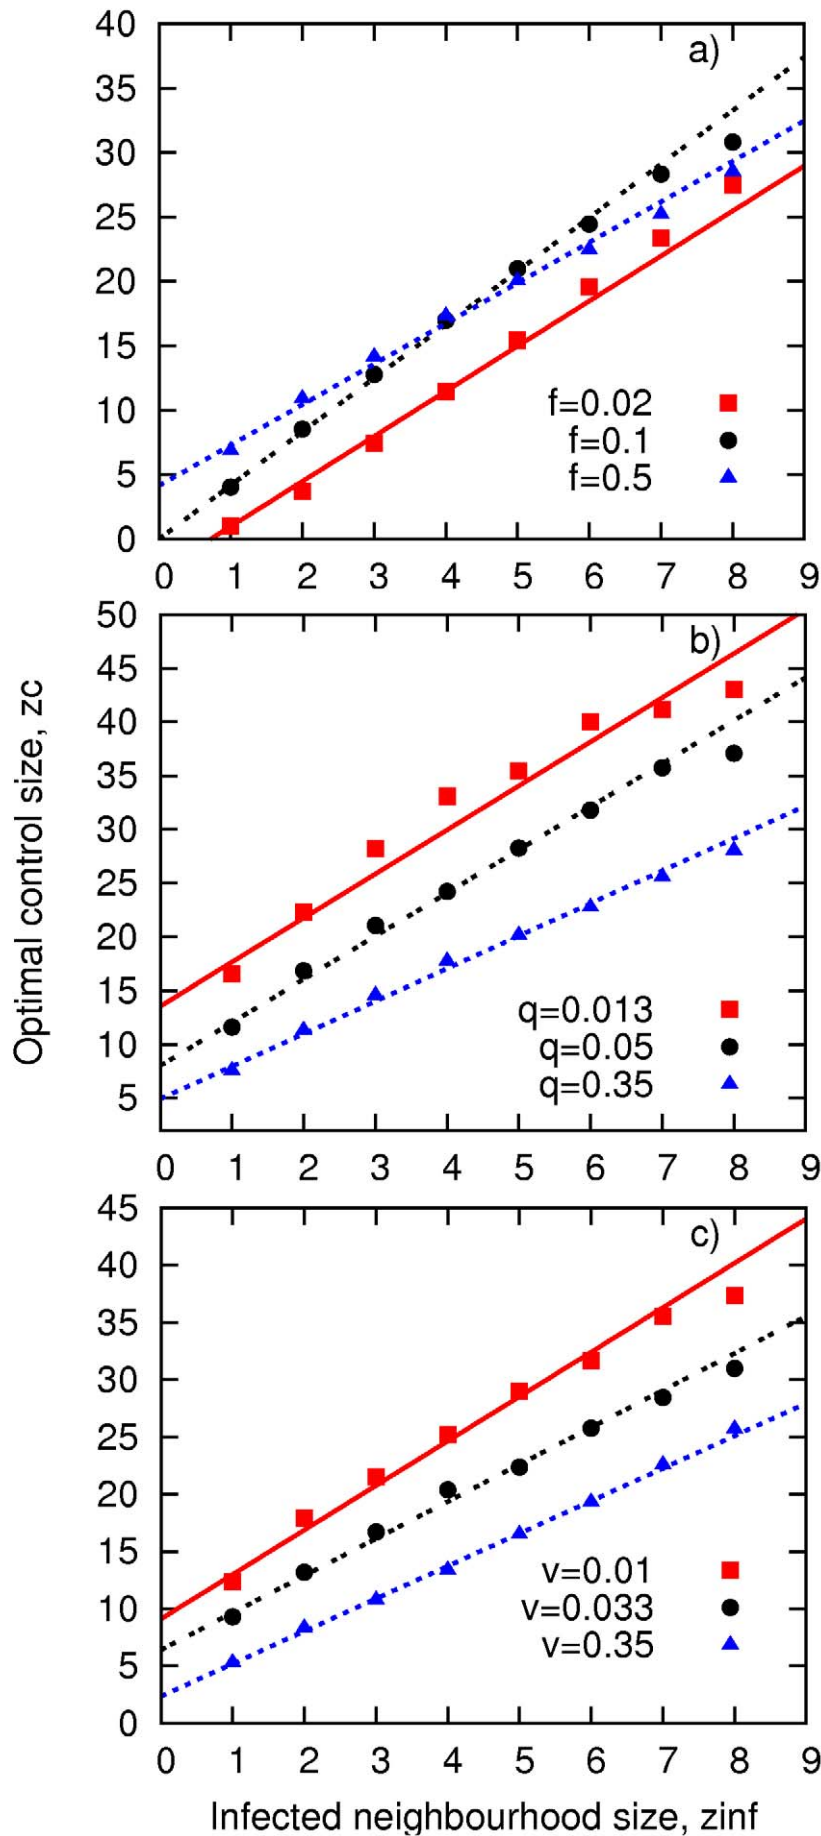 40
35
30
25
20
15
10
5
0
a)
f=0.02
f=0.1
f=0.5
0 1 2 3 4 5 6 7 8 9
Optimal control size, zc
50
45
40
35
30
25
20
15
10
5
b)
q=0.013
q=0.05
q=0.35
0 1 2 3 4 5 6 7 8 9
45
40
35
30
25
20
15
10
5
0
c)
v=0.01
v=0.033
v=0.35
0 1 2 3 4 5 6 7 8 9
Infected neighbourhood size, zinf